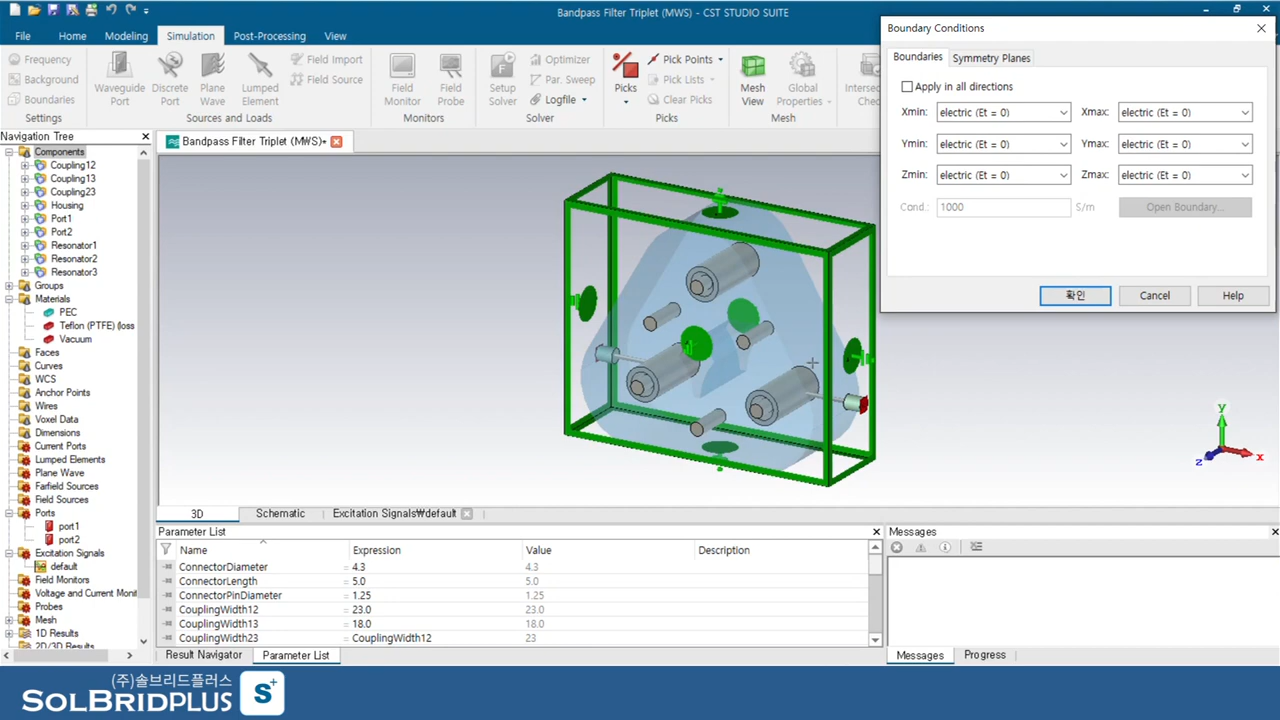 Bandpass Filter Triplet (MWS) - CST STUDIO SUITE
File
Home
Modeling
Simulation
Post-Processing
View
Frequency
Background
Boundaries
Settings
Waveguide Port
Discrete Port
Plane Wave
Lumped Element
Field Import
Field Source
Sources and Loads
Field Monitor
Field Probe
Monitors
Setup Solver
Optimizer
Par. Sweep
Logfile
Solver
Picks
Pick Points
Pick Lists
Clear Picks
Picks
Mesh View
Global Properties
Mesh
Intersec
Chec
Navigation Tree
Components
Coupling12
Coupling13
Coupling23
Housing
Port1
Port2
Resonator1
Resonator2
Resonator3
Groups
Materials
PEC
Teflon (PTFE) (loss
Vacuum
Faces
Curves
WCS
Anchor Points
Wires
Voxel Data
Dimensions
Current Ports
Lumped Elements
Plane Wave
Farfield Sources
Field Sources
Ports
port1
port2
Excitation Signals
default
Field Monitors
Voltage and Current Monit
Probes
Mesh
1D Results
2D/3D Results
Bandpass Filter Triplet (MWS)*
y
x
z
3D
Schematic
Excitation Signals₩default
Parameter List
Name
Expression
Value
Description
ConnectorDiameter = 4.3 4.3
ConnectorLength = 5.0 5.0
ConnectorPinDiameter = 1.25 1.25
CouplingWidth12 = 23.0 23.0
CouplingWidth13 = 18.0 18.0
CouplingWidth23 = CouplingWidth12 23
Result Navigator
Parameter List
Messages
Messages
Progress
Boundary Conditions
Boundaries
Symmetry Planes
Apply in all directions
Xmin: electric (Et = 0) Xmax: electric (Et = 0)
Ymin: electric (Et = 0) Ymax: electric (Et = 0)
Zmin: electric (Et = 0) Zmax: electric (Et = 0)
Cond.: 1000 S/m Open Boundary...
확인
Cancel
Help
(주)솔브리드플러스
SOLBRIDPLUS
S+